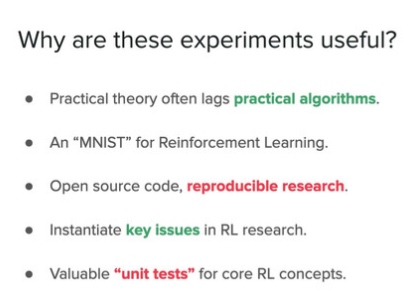 Why are these experiments useful?
● Practical theory often lags practical algorithms.
● An “MNIST” for Reinforcement Learning.
● Open source code, reproducible research.
● Instantiate key issues in RL research.
● Valuable “unit tests” for core RL concepts.